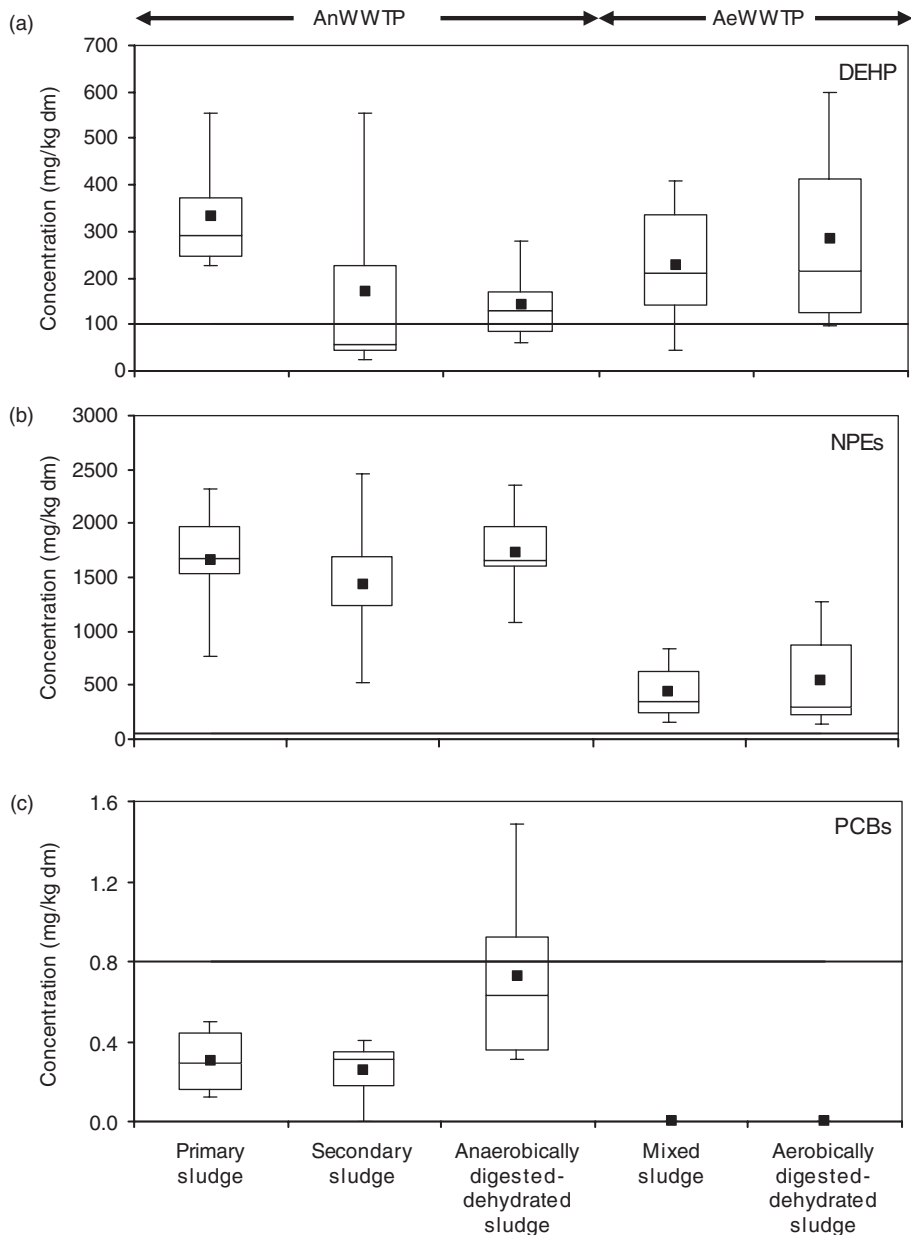 AnWWTP AeWWTP
(a)
700
DEHP
600
500
400
300
200
100
0
Concentration (mg/kg dm)
(b)
3000
NPEs
2500
2000
1500
1000
500
0
Concentration (mg/kg dm)
(c)
1.6
PCBs
1.2
0.8
0.4
0.0
Concentration (mg/kg dm)
Primary
sludge
Secondary
sludge
Anaerobically
digested-
dehydrated
sludge
Mixed
sludge
Aerobically
digested-
dehydrated
sludge